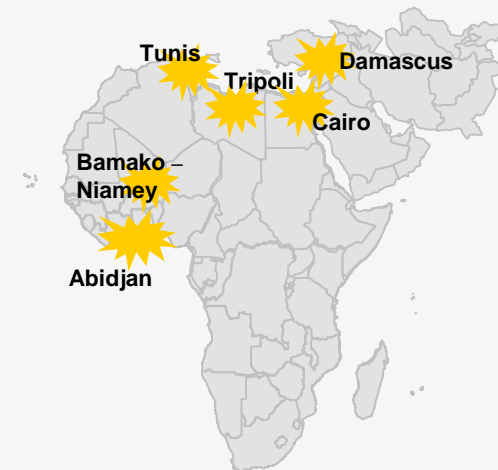 Tunis
Damascus
Tripoli
Cairo
Bamako –
Niamey
Abidjan